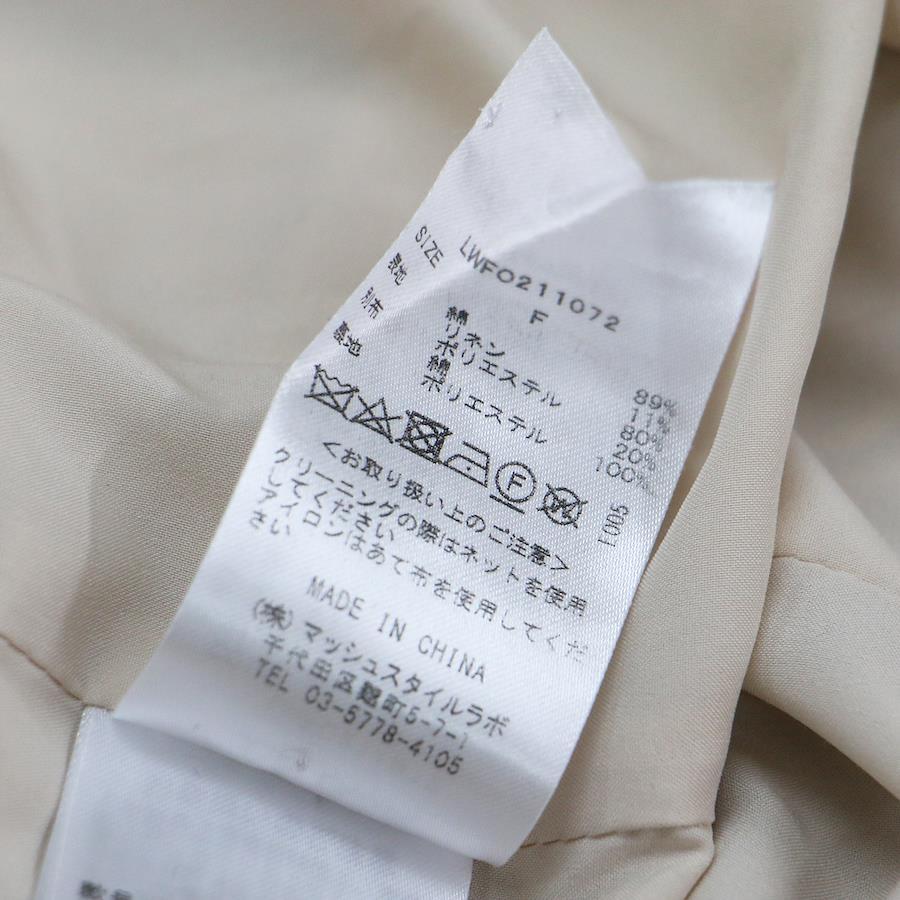 LWFO211072
SIZE F
表地 綿 89%
リネン 11%
別布 ポリエステル 80%
綿 20%
裏地 ポリエステル 100%
F
L005
<お取り扱い上のご注意>
クリーニングの際はネットを使用
してください
アイロンはあて布を使用してくだ
さい
MADE IN CHINA
(株)マッシュスタイルラボ
千代田区麹町5-7-1
TEL 03-5778-4105